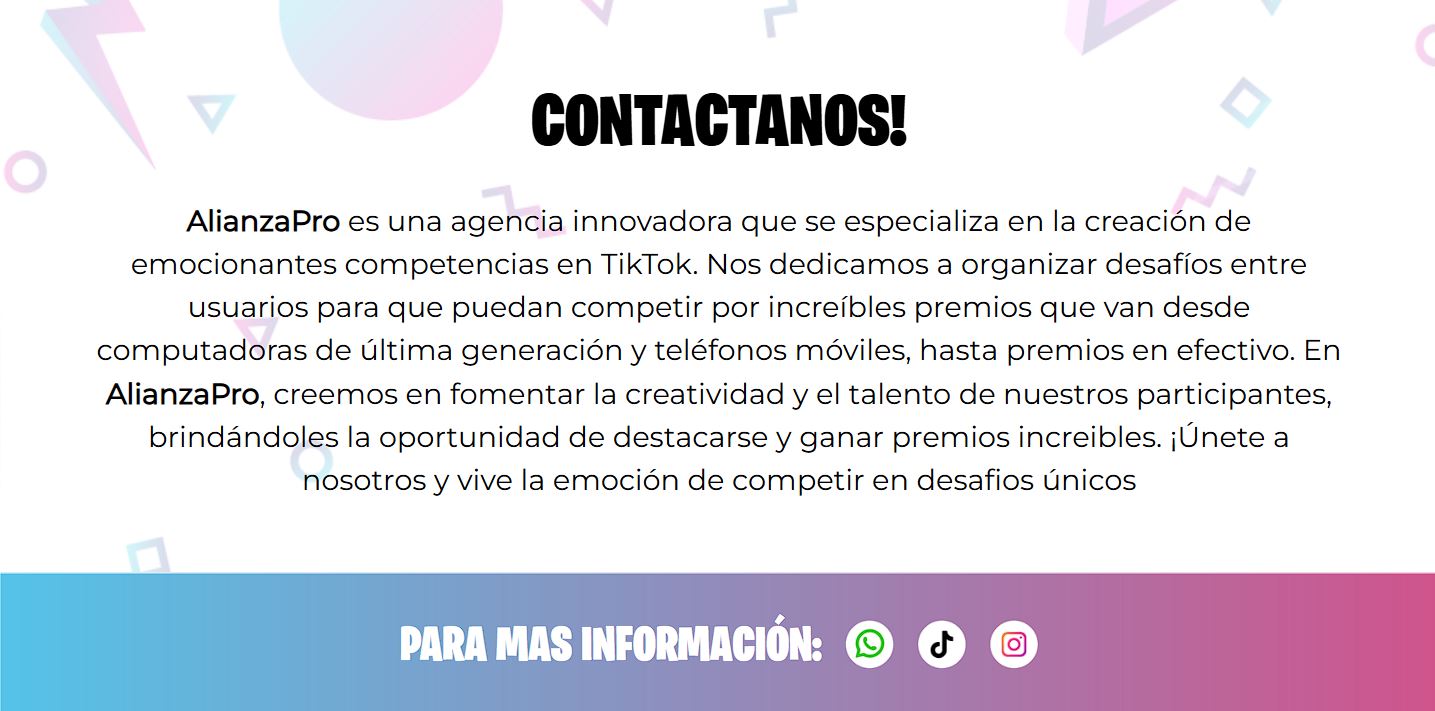 CONTACTANOS!
AlianzaPro es una agencia innovadora que se especializa en la creación de
emocionantes competencias en TikTok. Nos dedicamos a organizar desafíos entre
usuarios para que puedan competir por increíbles premios que van desde
computadoras de última generación y teléfonos móviles, hasta premios en efectivo. En
AlianzaPro, creemos en fomentar la creatividad y el talento de nuestros participantes,
brindándoles la oportunidad de destacarse y ganar premios increibles. ¡Únete a
nosotros y vive la emoción de competir en desafios únicos
PARA MAS INFORMACIÓN: